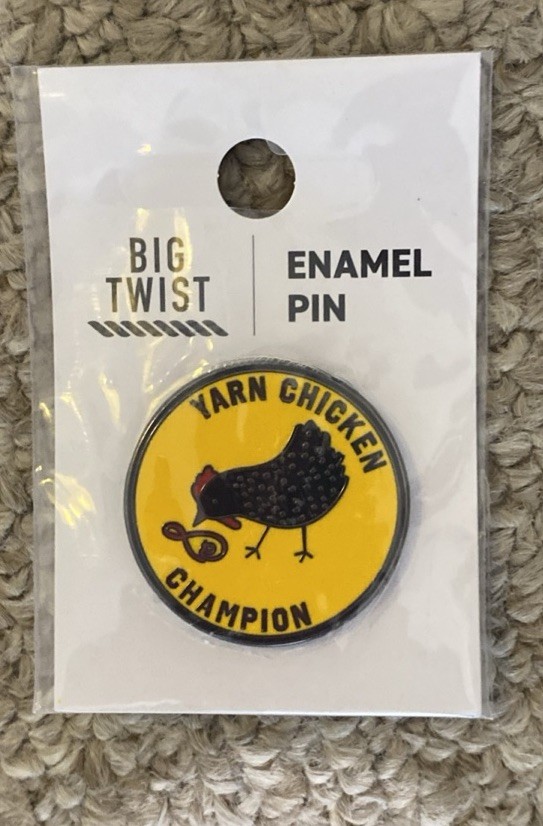 BIG
TWIST
ENAMEL
PIN
YARN CHICKEN
CHAMPION